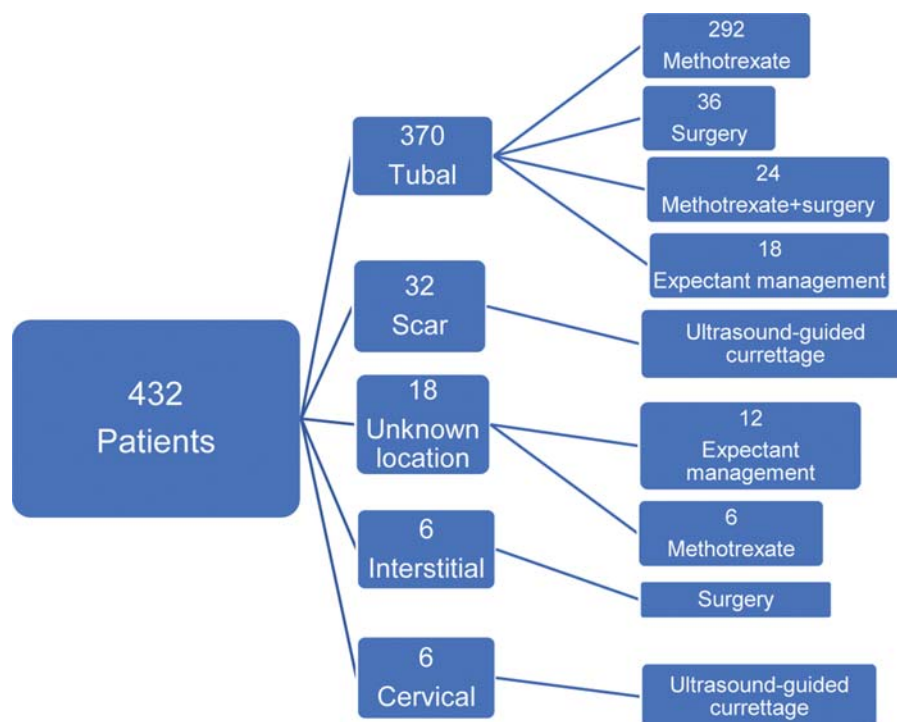 432
Patients
370
Tubal
292
Methotrexate
36
Surgery
24
Methotrexate+surgery
18
Expectant management
32
Scar
Ultrasound-guided
currettage
18
Unknown
location
12
Expectant
management
6
Methotrexate
6
Interstitial
Surgery
6
Cervical
Ultrasound-guided
currettage